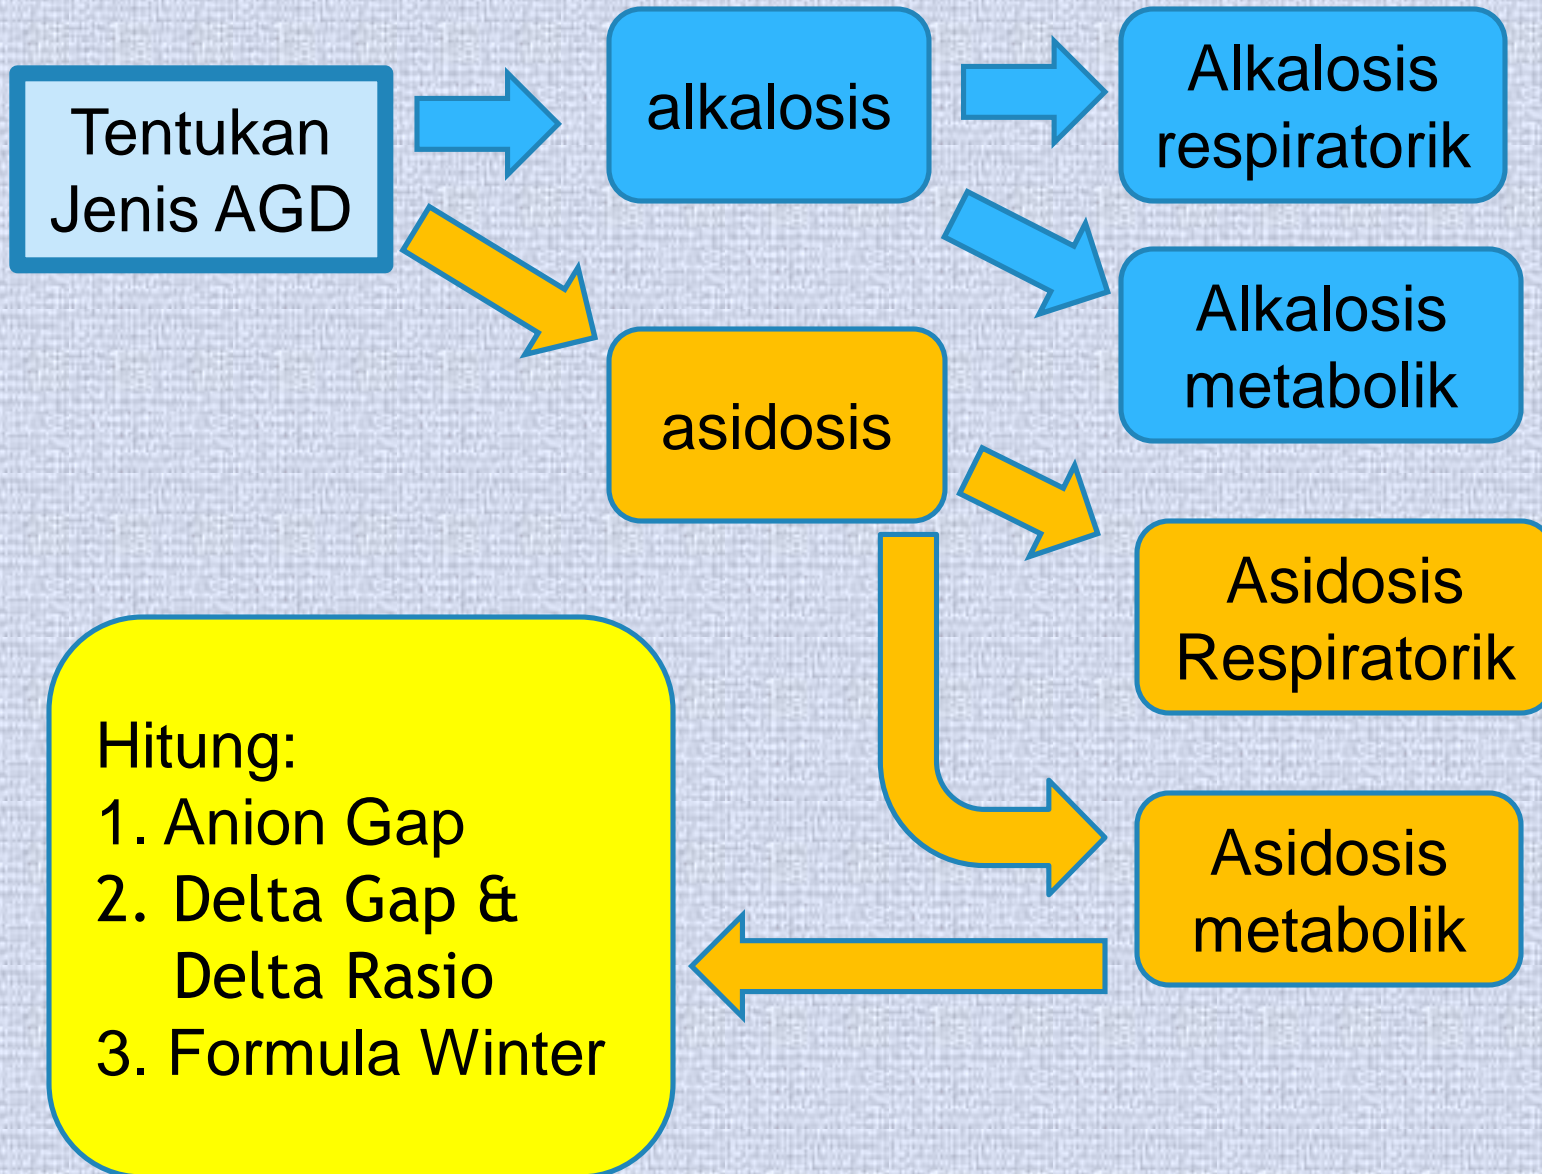 Tentukan
Jenis AGD
alkalosis
Alkalosis
respiratorik
Alkalosis
metabolik
asidosis
Asidosis
Respiratorik
Asidosis
metabolik
Hitung:
1. Anion Gap
2. Delta Gap &
Delta Rasio
3. Formula Winter